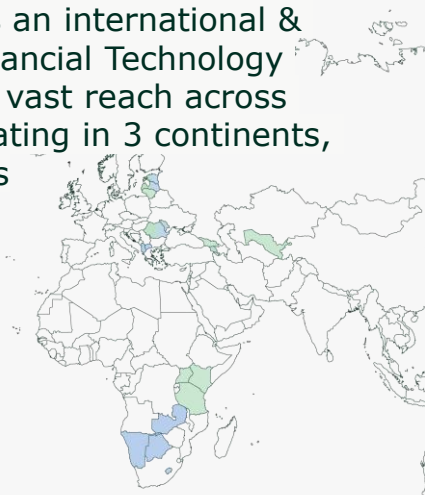 an international &
ancial Technology
vast reach across
ating in 3 continents,
s